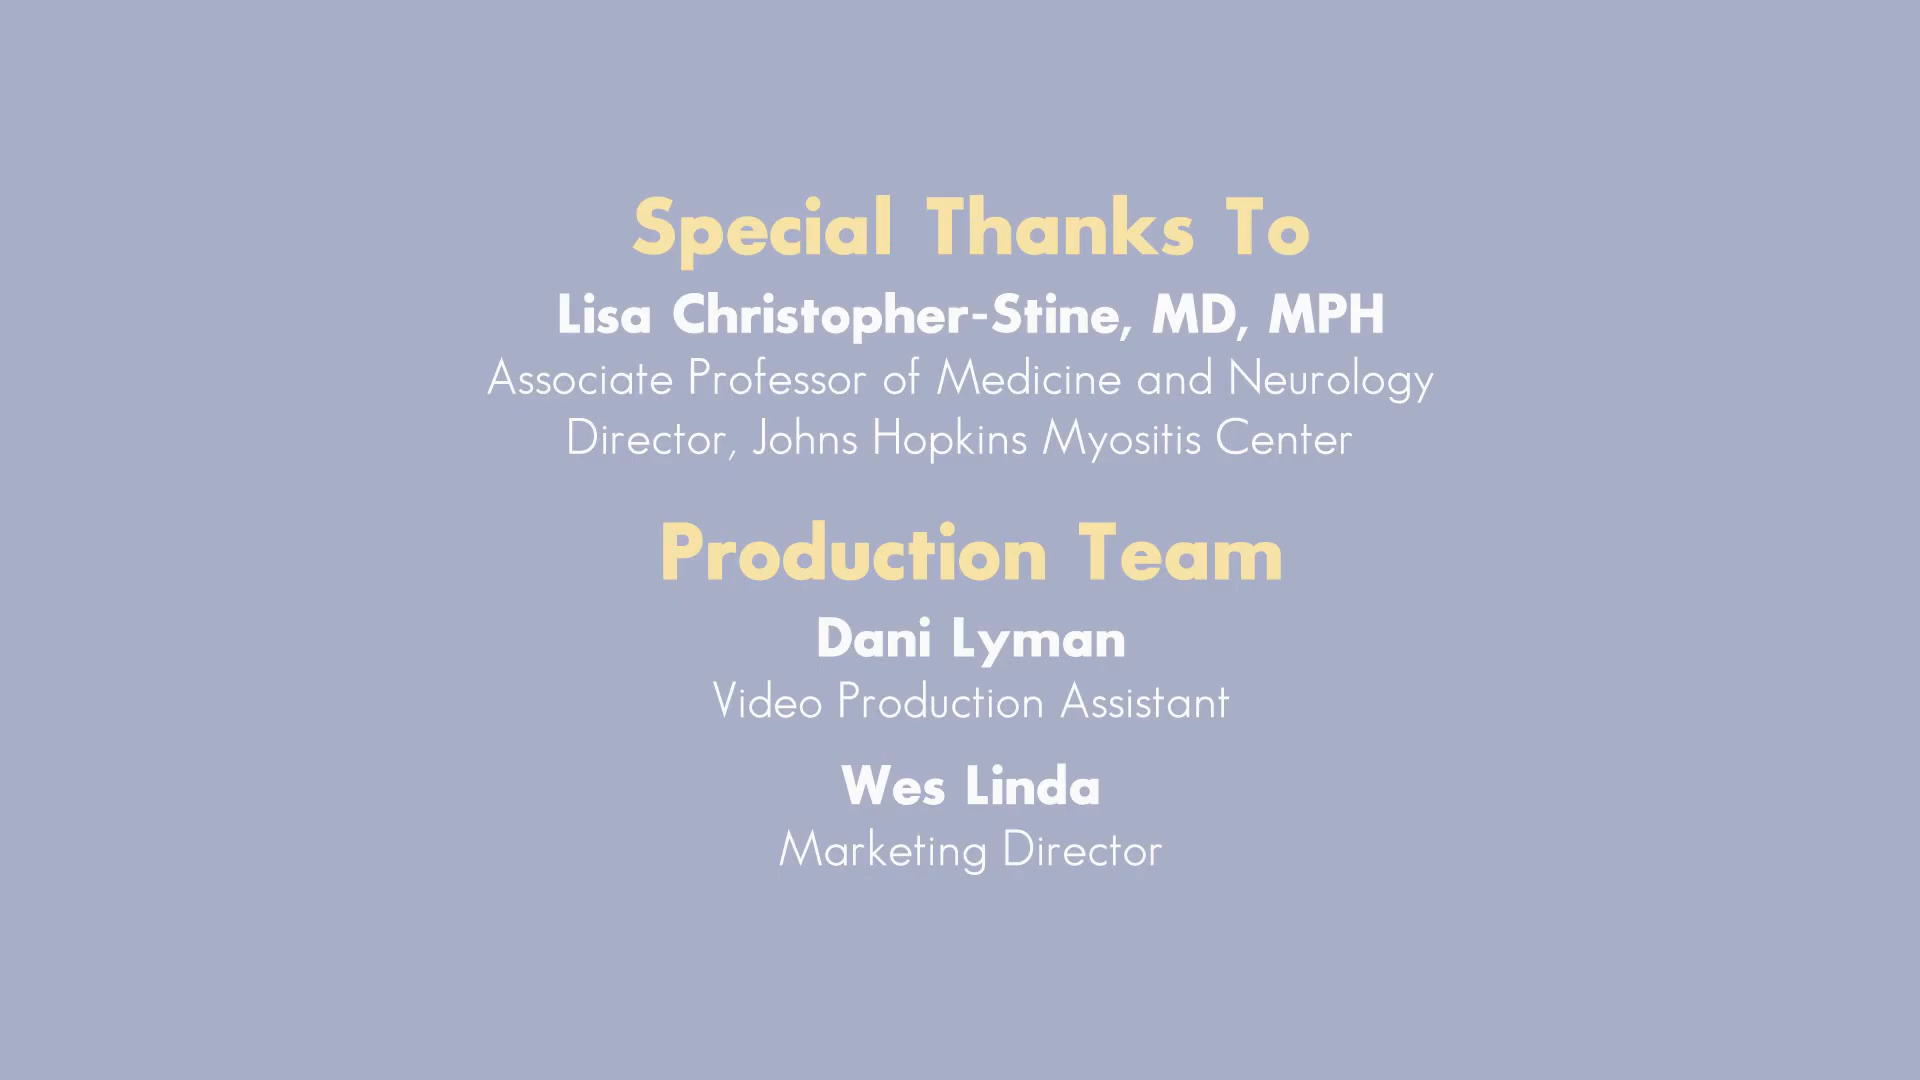 Special Thanks To
Lisa Christopher-Stine, MD, MPH
Associate Professor of Medicine and Neurology
Director, Johns Hopkins Myositis Center
Production Team
Dani Lyman
Video Production Assistant
Wes Linda
Marketing Director